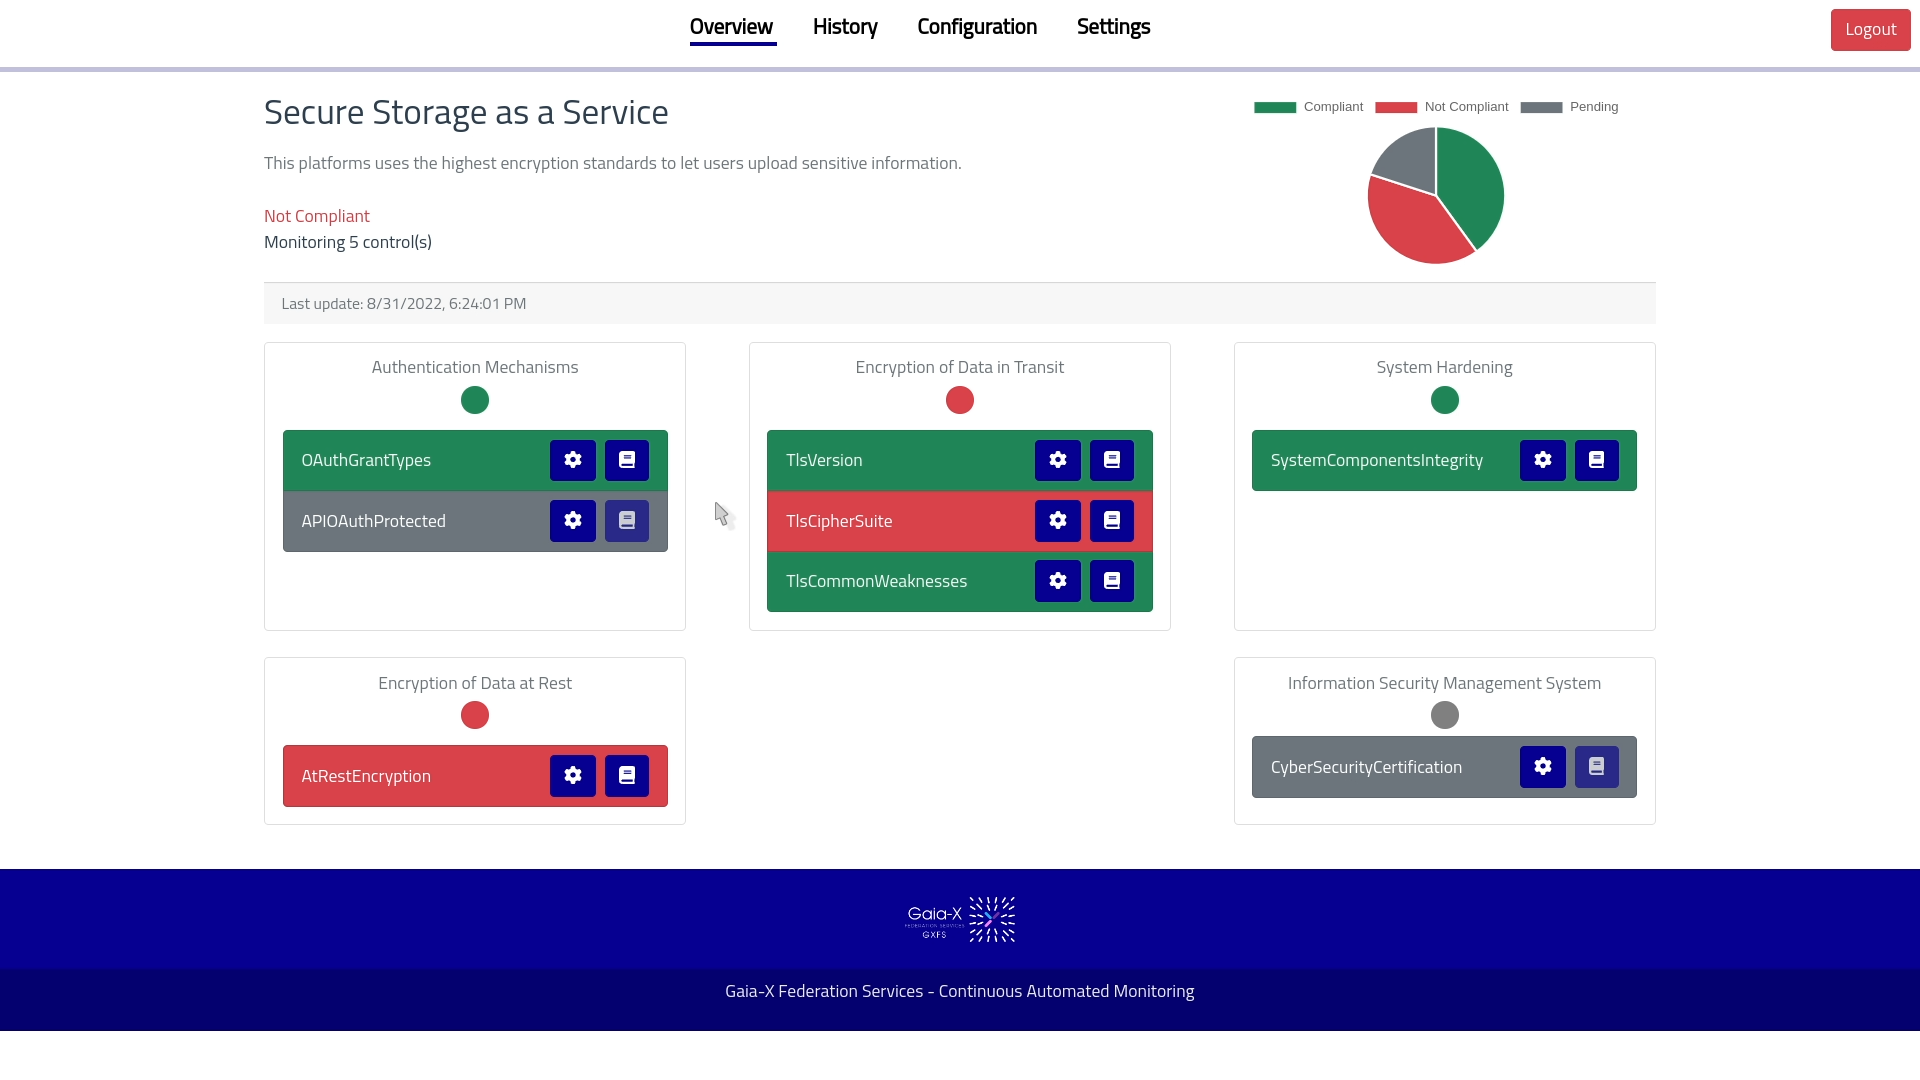 Overview History Configuration Settings Logout
Secure Storage as a Service
This platforms uses the highest encryption standards to let users upload sensitive information.
Not Compliant
Monitoring 5 control(s)
Compliant Not Compliant Pending
Last update: 8/31/2022, 6:24:01 PM
Authentication Mechanisms
OAuthGrantTypes
APIOAuthProtected
Encryption of Data in Transit
TlsVersion
TlsCipherSuite
TlsCommonWeaknesses
System Hardening
SystemComponentsIntegrity
Encryption of Data at Rest
AtRestEncryption
Information Security Management System
CyberSecurityCertification
Gaia-X
FEDERATION SERVICES
GXFS
Gaia-X Federation Services - Continuous Automated Monitoring